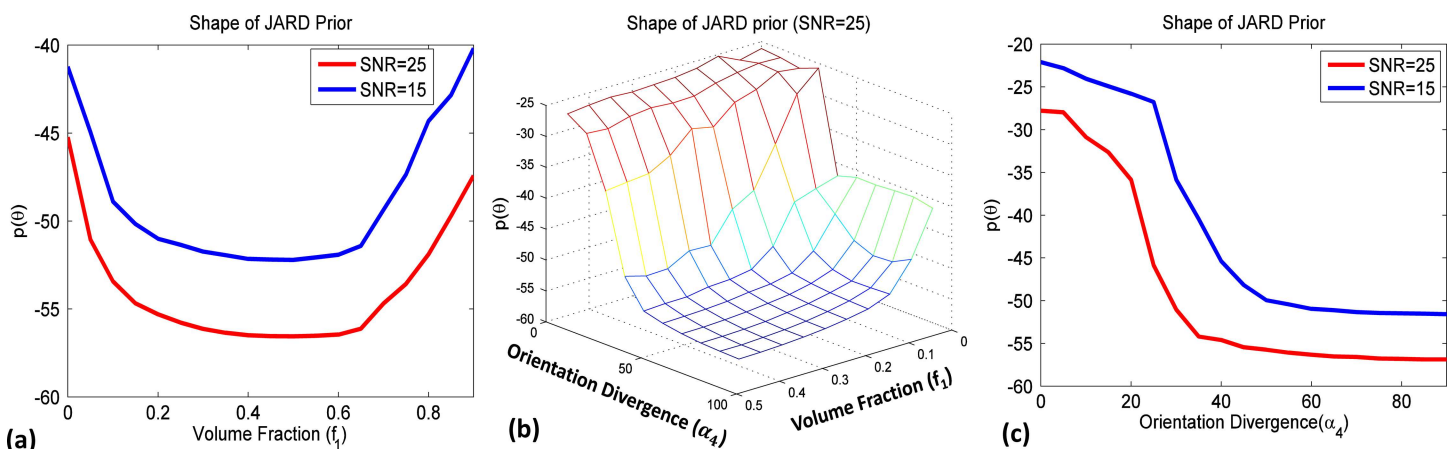 Shape of JARD Prior
SNR=25
SNR=15
-40
-45
-50
-55
-60
p(θ)
0
0.2
0.4
0.6
0.8
Volume Fraction (f1)
(a)
Shape of JARD prior (SNR=25)
-25
-30
-35
-40
-45
-50
-55
-60
p(θ)
0
50
100
Orientation Divergence (α4)
0.5
0.4
0.3
0.2
0.1
0
Volume Fraction (f1)
(b)
Shape of JARD Prior
SNR=25
SNR=15
-20
-25
-30
-35
-40
-45
-50
-55
-60
p(θ)
0
20
40
60
80
Orientation Divergence(α4)
(c)